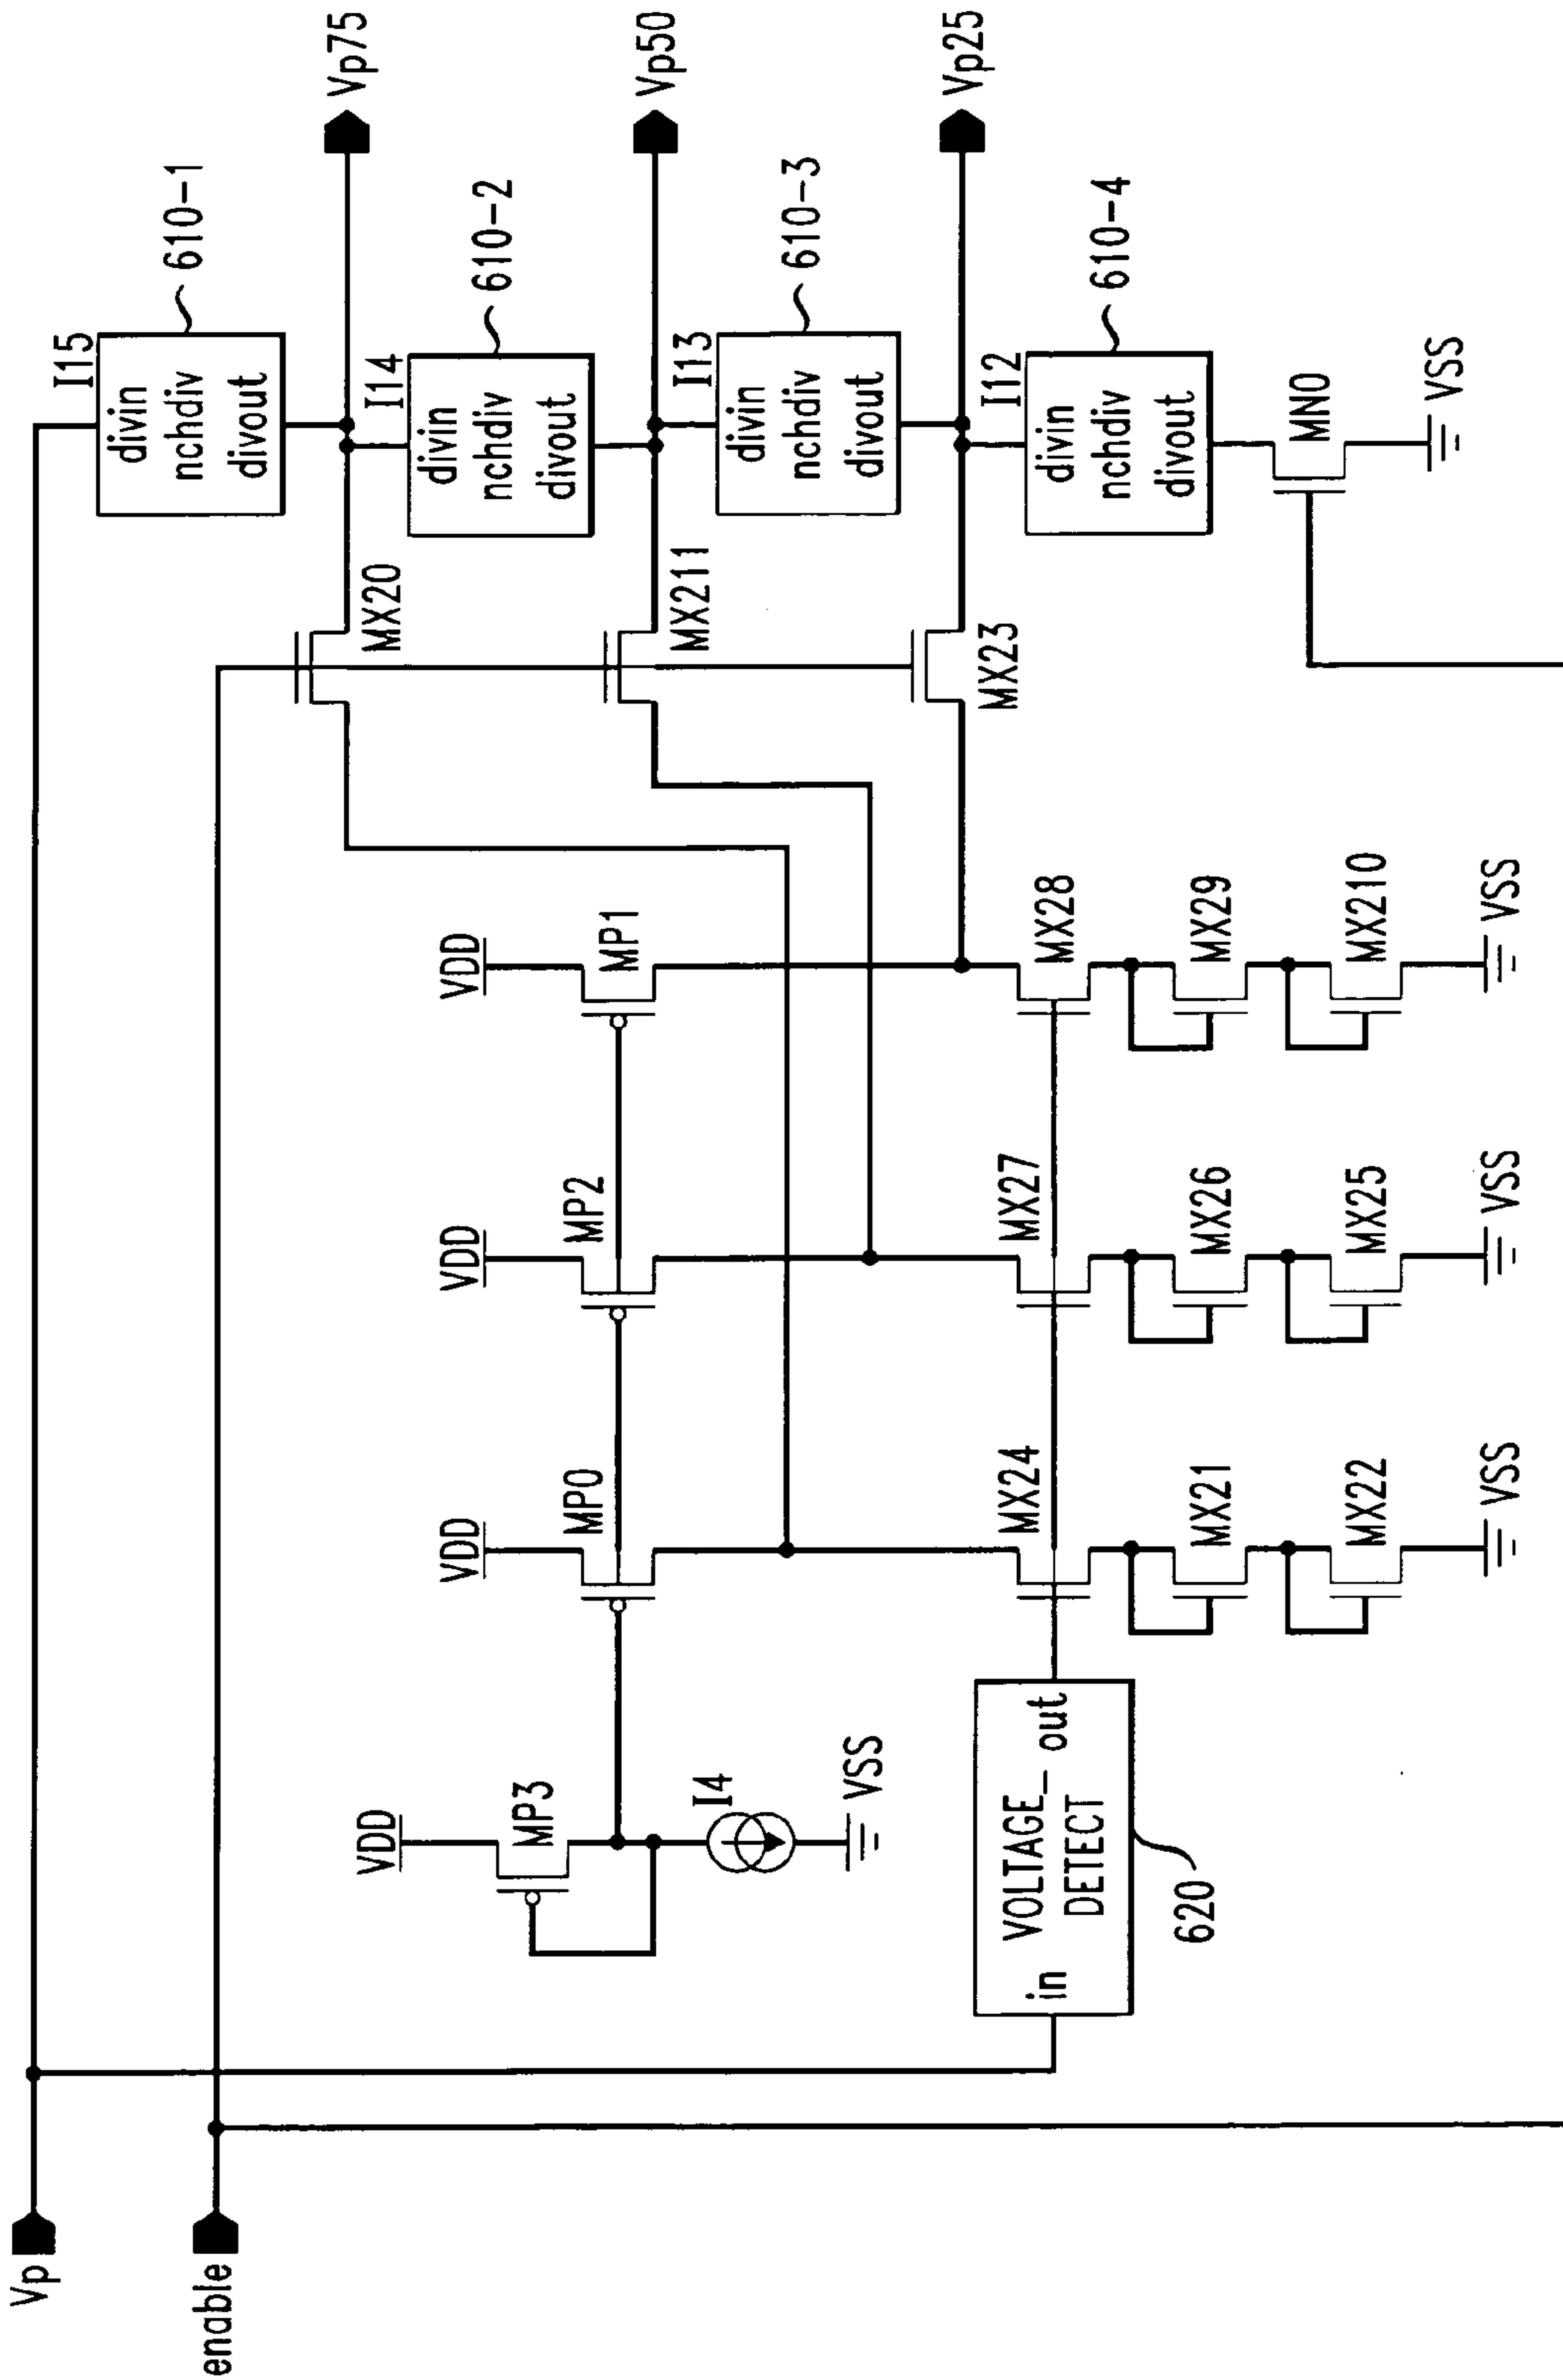 Vp
enable
I15
divin
nchdiv
divout
610-1
Vp75
MX20
I14
divin
nchdiv
divout
610-2
Vp50
MX211
I13
divin
nchdiv
divout
610-3
Vp25
MX23
I12
divin
nchdiv
divout
610-4
MN0
VSS
VDD
MP3
I4
VSS
VDD
MP0
VDD
MP2
VDD
MP1
in
VOLTAGE_
DETECT
out
620
MX24
MX21
MX22
VSS
MX27
MX26
MX25
VSS
MX28
MX29
MX210
VSS